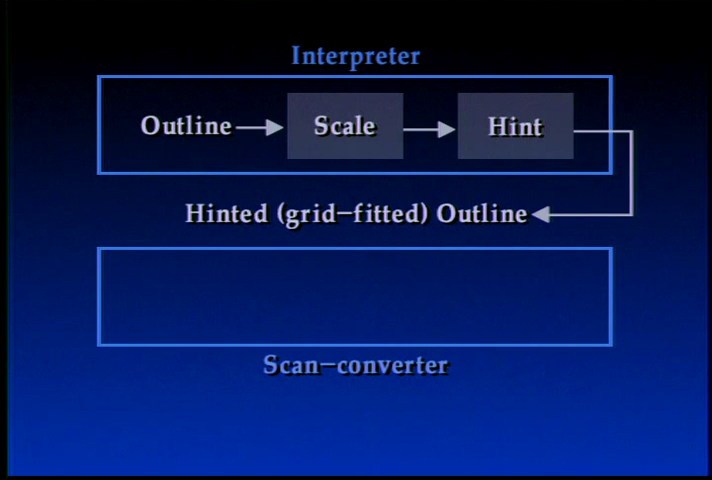 Interpreter
Outline Scale Hint
Hinted (grid-fitted) Outline
Scan-converter